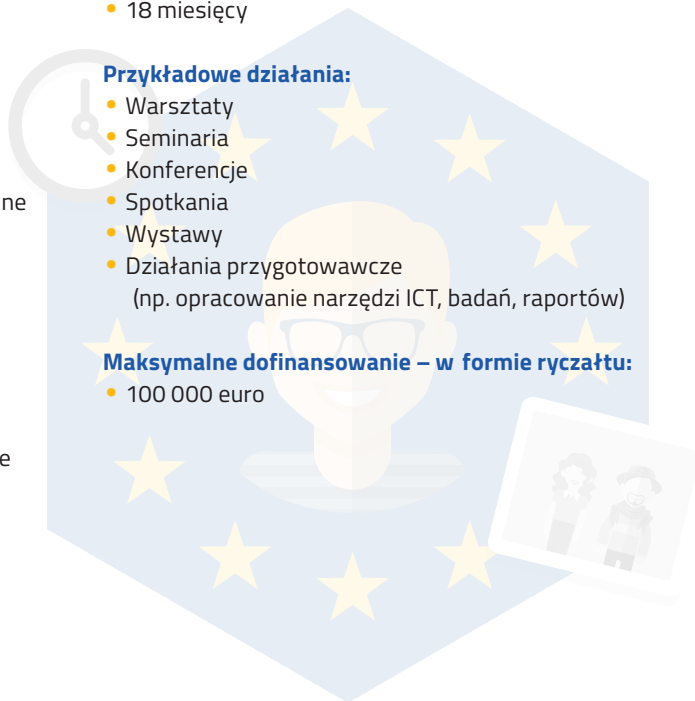 • 18 miesięcy
Przykładowe działania:
• Warsztaty
• Seminaria
• Konferencje
ne
• Spotkania
• Wystawy
• Działania przygotowawcze
(np. opracowanie narzędzi ICT, badań, raportów)
Maksymalne dofinansowanie – w formie ryczałtu:
• 100 000 euro
e